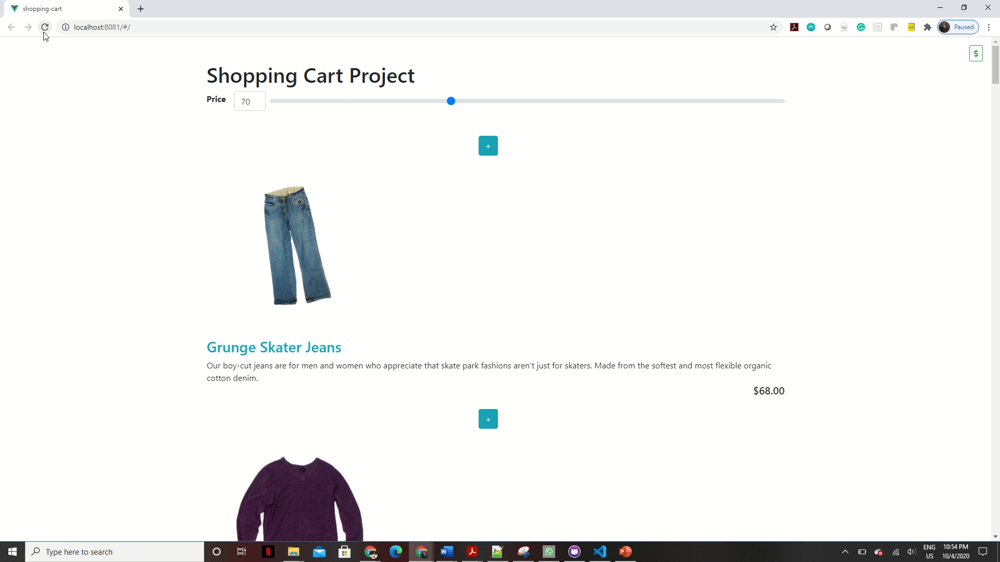 shopping-cart
localhost:8081/#/
Paused
$
Shopping Cart Project
Price 70
+
Grunge Skater Jeans
Our boy-cut jeans are for men and women who appreciate that skate park fashions aren't just for skaters. Made from the softest and most flexible organic
cotton denim.
$68.00
+
Type here to search
ENG
US
10:54 PM
10/4/2020